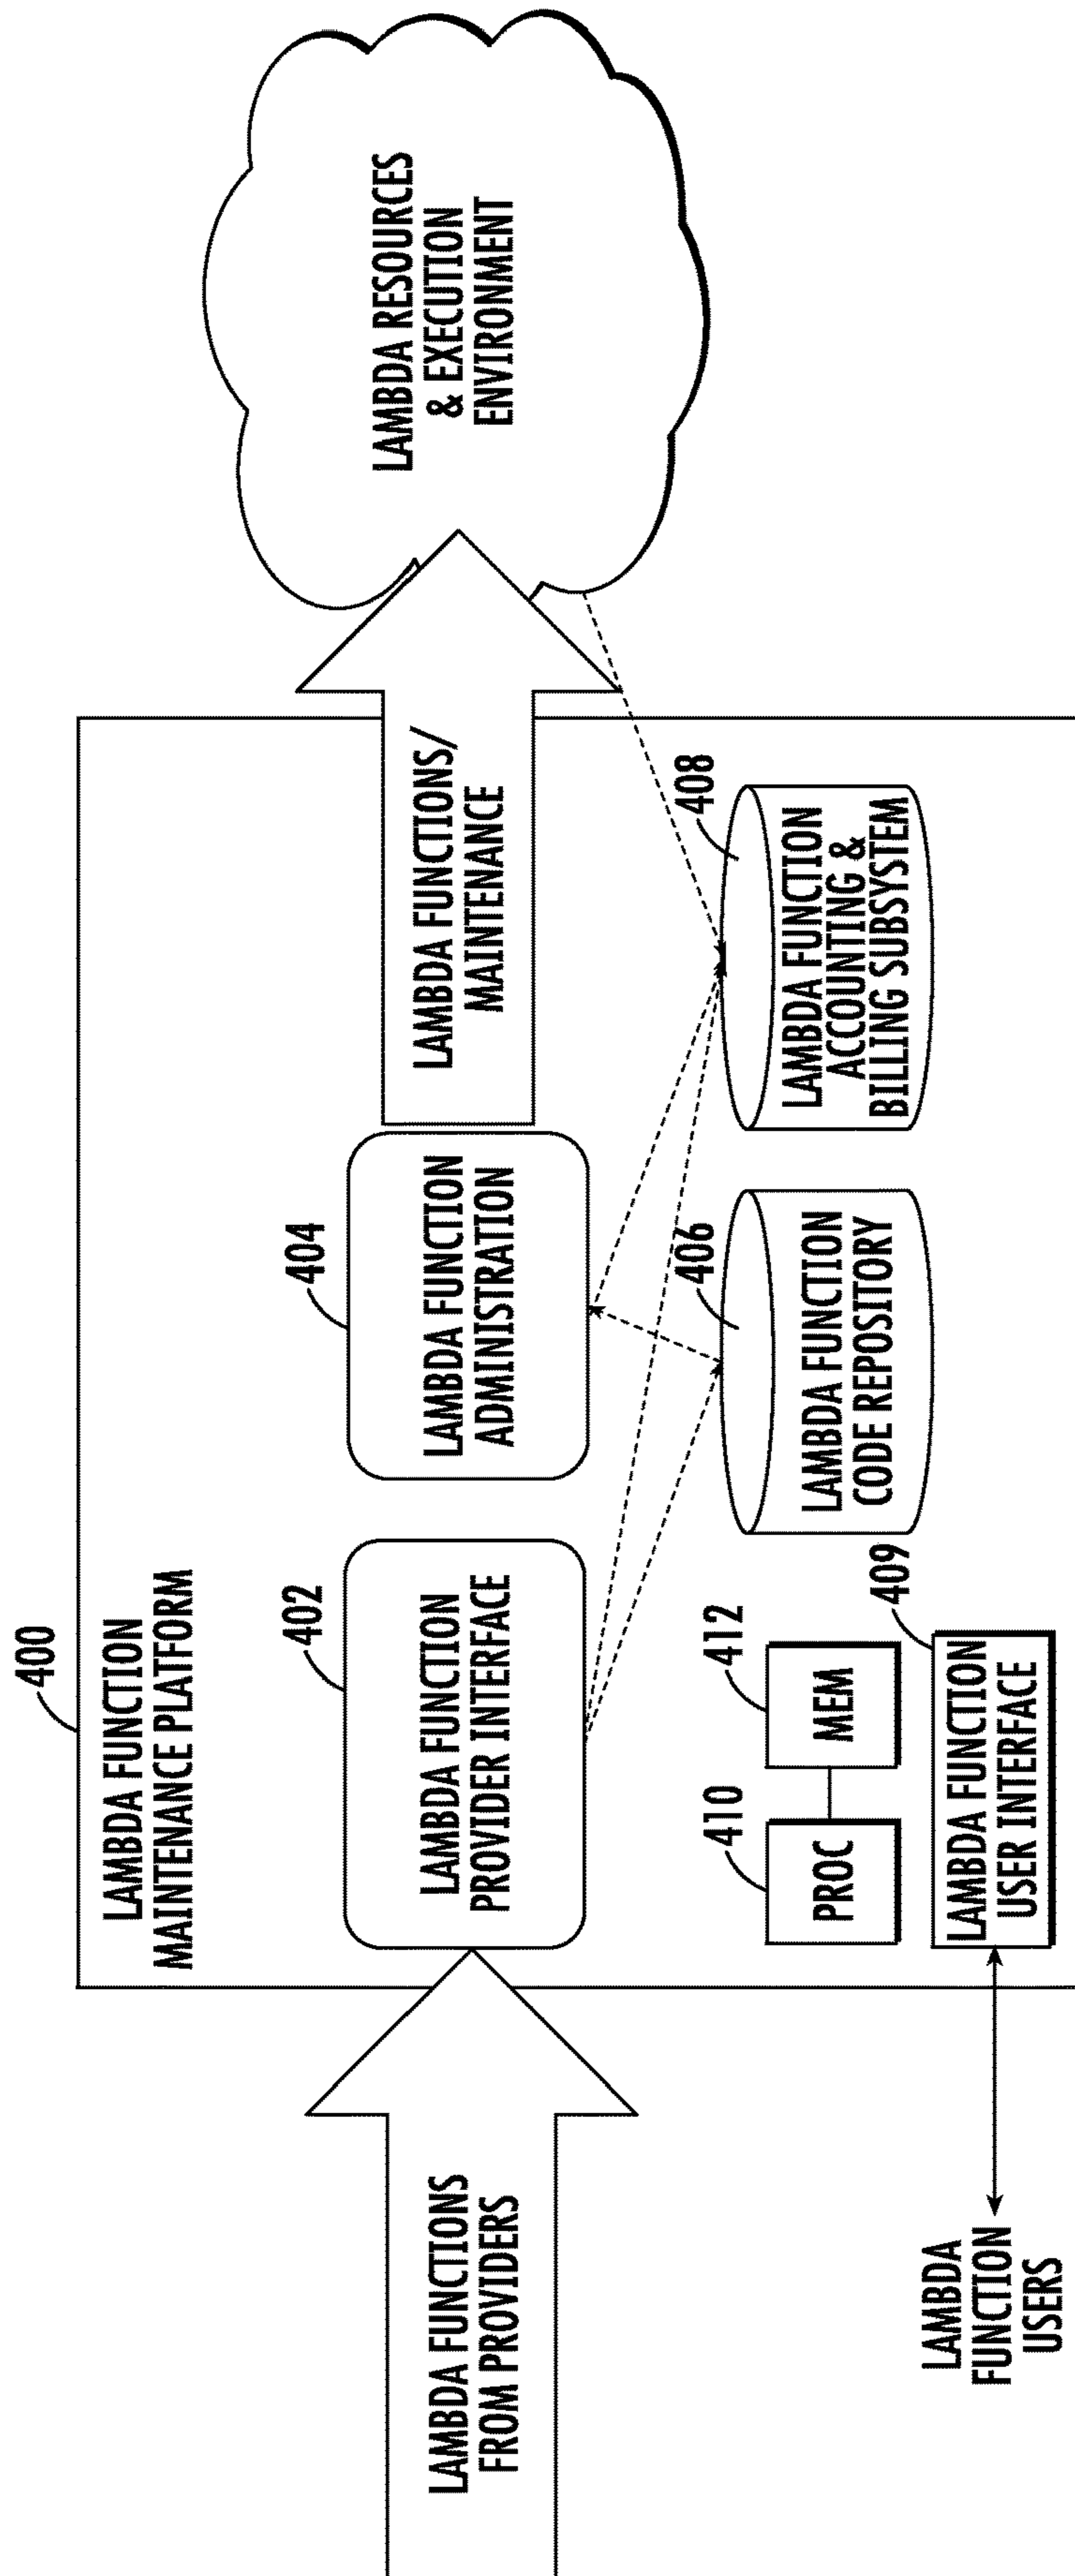 400
LAMBDA FUNCTION
MAINTENANCE PLATFORM
LAMBDA FUNCTIONS
FROM PROVIDERS
402
LAMBDA FUNCTION
PROVIDER INTERFACE
404
LAMBDA FUNCTION
ADMINISTRATION
LAMBDA FUNCTIONS/
MAINTENANCE
LAMBDA RESOURCES
& EXECUTION
ENVIRONMENT
410
PROC
412
MEM
406
LAMBDA FUNCTION
CODE REPOSITORY
408
LAMBDA FUNCTION
ACCOUNTING &
BILLING SUBSYSTEM
409
LAMBDA FUNCTION
USER INTERFACE
LAMBDA
FUNCTION
USERS